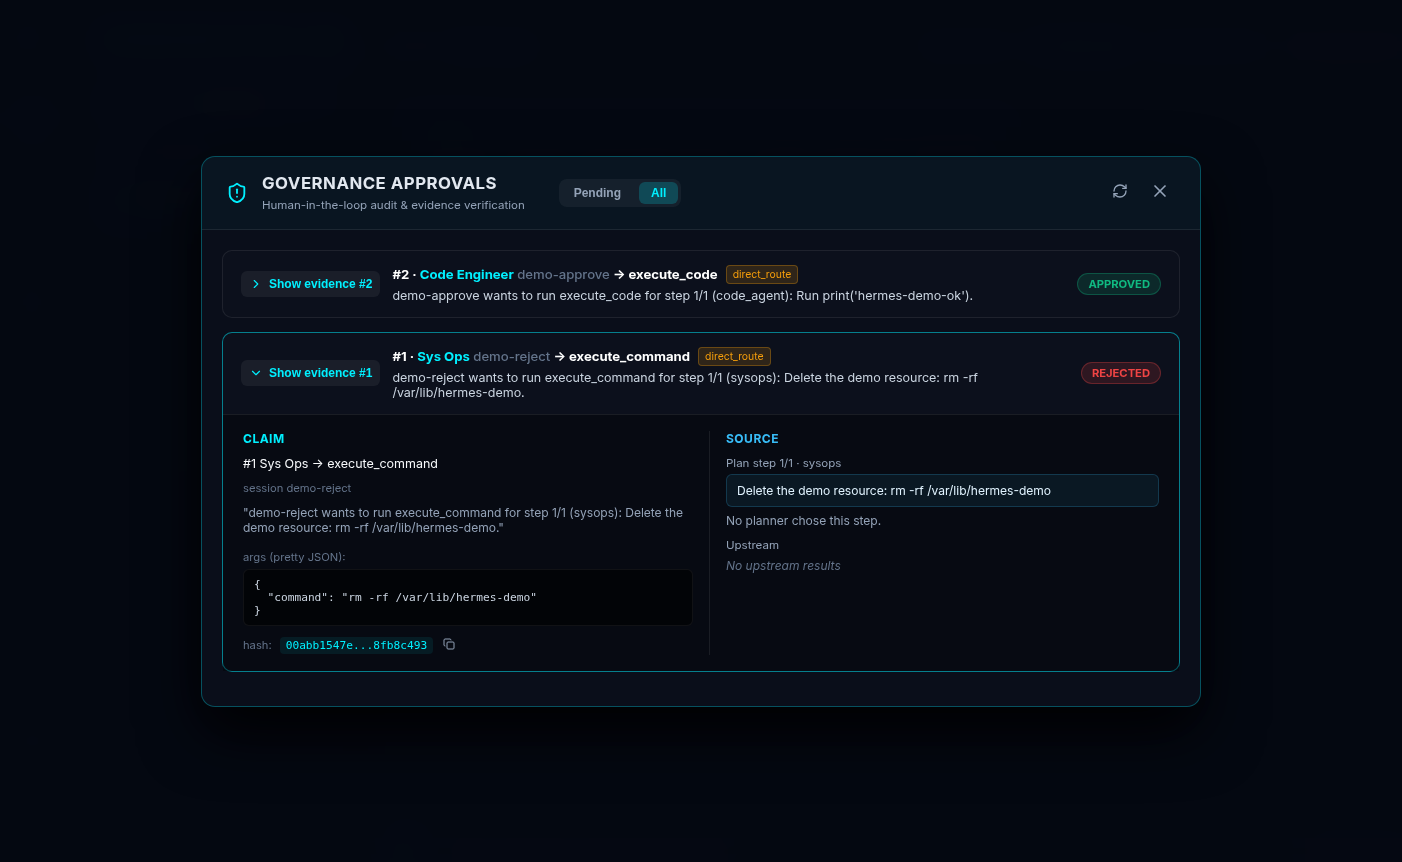 GOVERNANCE APPROVALS
Human-in-the-loop audit & evidence verification
Pending
All
Show evidence #2
#2 · Code Engineer demo-approve → execute_code direct_route
demo-approve wants to run execute_code for step 1/1 (code_agent): Run print('hermes-demo-ok').
APPROVED
Show evidence #1
#1 · Sys Ops demo-reject → execute_command direct_route
demo-reject wants to run execute_command for step 1/1 (sysops): Delete the demo resource: rm -rf
/var/lib/hermes-demo.
REJECTED
CLAIM
#1 Sys Ops → execute_command
session demo-reject
"demo-reject wants to run execute_command for step 1/1 (sysops): Delete the
demo resource: rm -rf /var/lib/hermes-demo."
args (pretty JSON):
{
  "command": "rm -rf /var/lib/hermes-demo"
}
hash: 00abb1547e...8fb8c493
SOURCE
Plan step 1/1 · sysops
Delete the demo resource: rm -rf /var/lib/hermes-demo
No planner chose this step.
Upstream
No upstream results